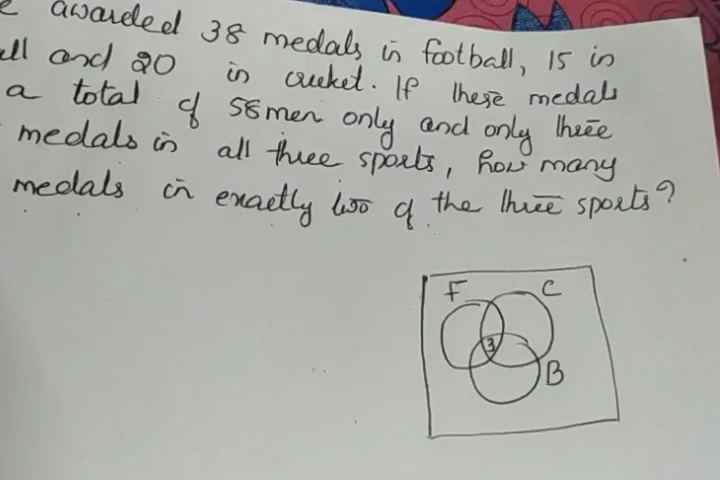 e awarded 38 medals in football, 15 in
all and 20 in cricket. If these medals
a total of 58 men only and only three
medals in all three sports, how many
medals in exactly two of the three sports?
F C
3
B